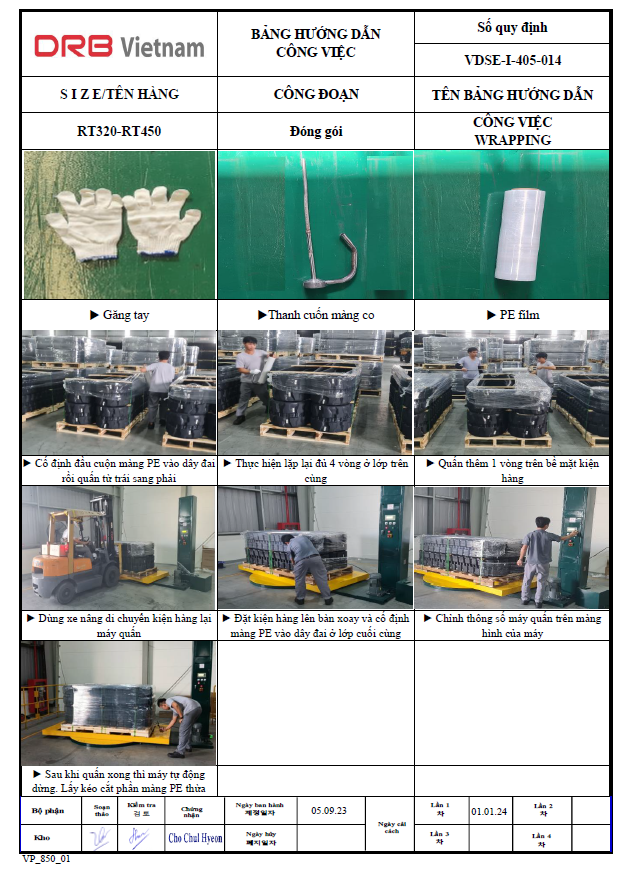 DRB Vietnam
BẢNG HƯỚNG DẪN
CÔNG VIỆC
Số quy định
VDSE-I-405-014
S I Z E/TÊN HÀNG
CÔNG ĐOẠN
TÊN BẢNG HƯỚNG DẪN
RT320-RT450
Đóng gói
CÔNG VIỆC
WRAPPING
▶ Găng tay
▶Thanh cuốn màng co
▶ PE film
▶ Cố định đầu cuộn màng PE vào dây đai
rồi quấn từ trái sang phải
▶ Thực hiện lặp lại đủ 4 vòng ở lớp trên
cùng
▶ Quấn thêm 1 vòng trên bề mặt kiện
hàng
▶ Dùng xe nâng di chuyển kiện hàng lại
máy quấn
▶ Đặt kiện hàng lên bàn xoay và cố định
màng PE vào dây đai ở lớp cuối cùng
▶ Chỉnh thông số máy quấn trên màng
hình của máy
▶ Sau khi quấn xong thì máy tự động
dừng. Lấy kéo cắt phần màng PE thừa
Bộ phận
Soạn
thảo
Kiểm tra
검 토
Chứng
nhận
Ngày ban hành
제정일자
05.09.23
Ngày cải
cách
Lần 1
차
01.01.24
Lần 2
차
Kho
Cho Chul Hyeon
Ngày hủy
폐지일자
Lần 3
차
Lần 4
차
VP_850_01